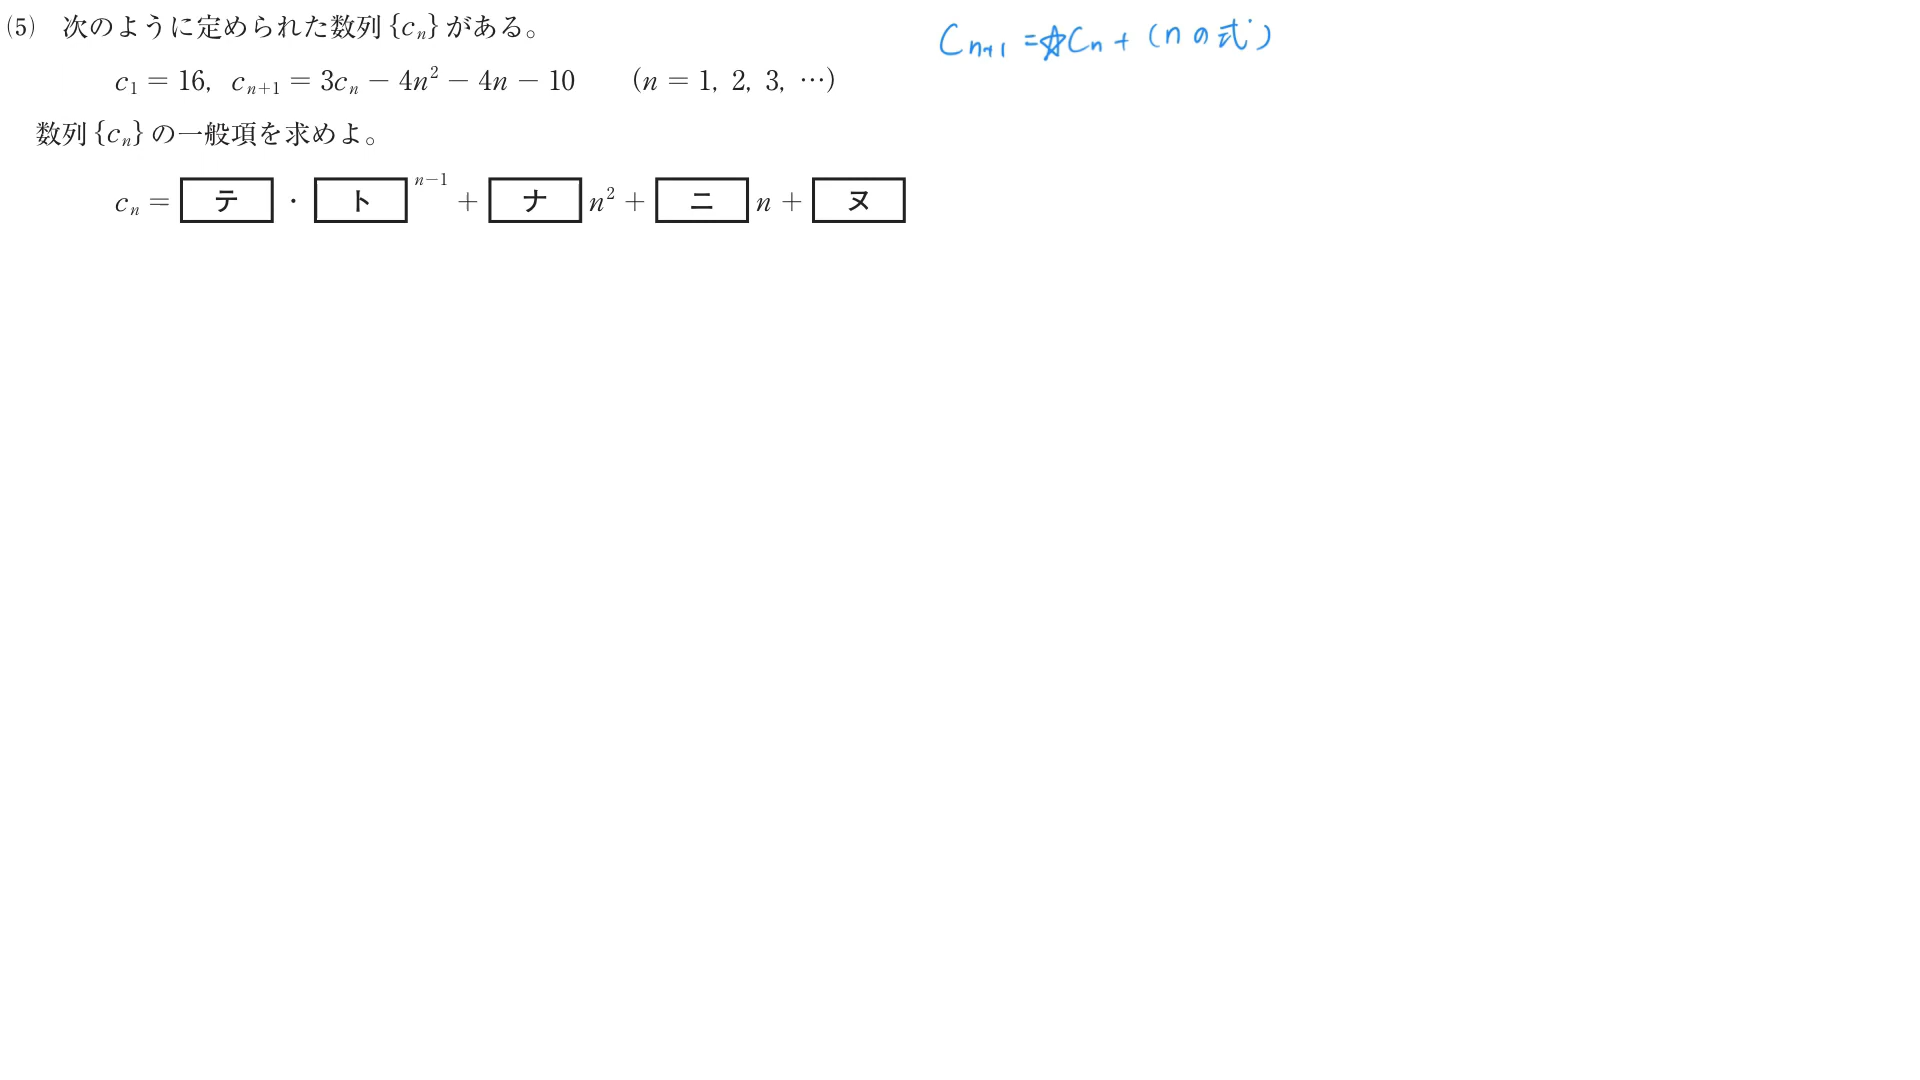 (5) 次のように定められた数列 {cₙ} がある。
c₁ = 16, cₙ₊₁ = 3cₙ − 4n² − 4n − 10 (n = 1, 2, 3, ⋯)
数列 {cₙ} の一般項を求めよ。
cₙ = テ · ト ⁿ⁻¹ + ナ n² + ニ n + ヌ
Cₙ₊₁ = ☆Cₙ + (nの式)